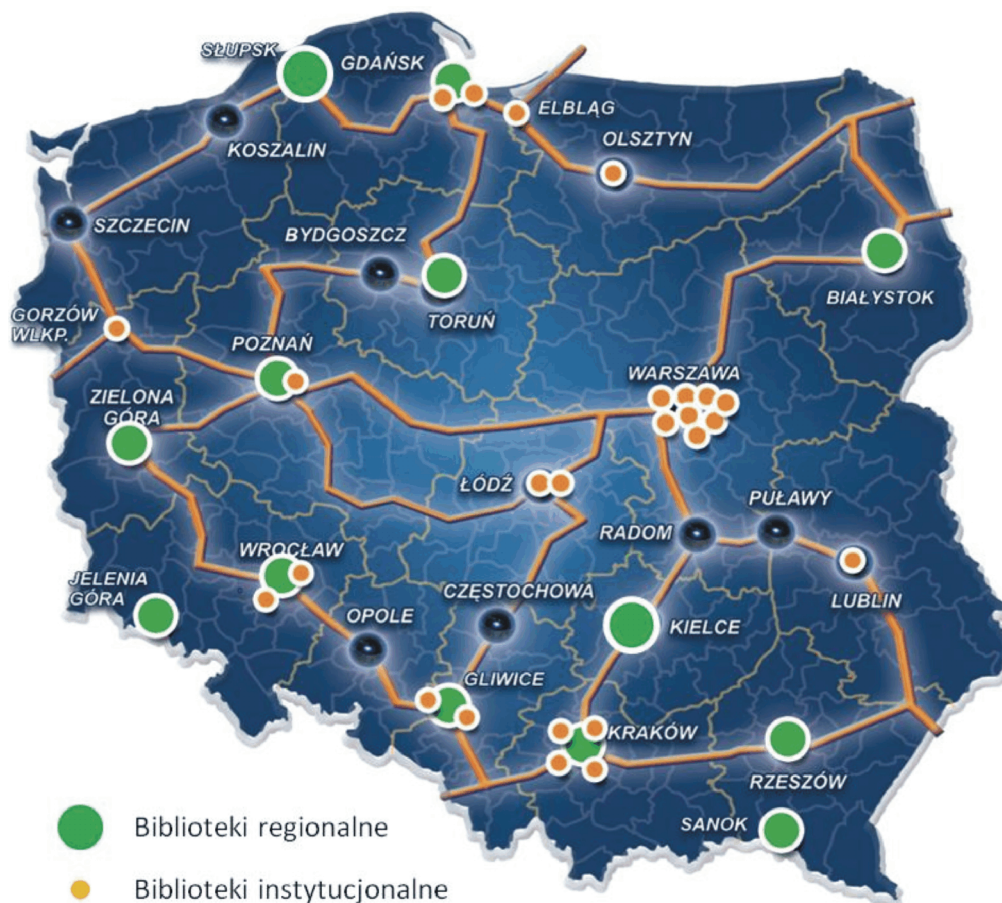 SŁUPSK
GDAŃSK
ELBLĄG
OLSZTYN
KOSZALIN
SZCZECIN
BYDGOSZCZ
TORUŃ
BIAŁYSTOK
GORZÓW
WLKP.
POZNAŃ
WARSZAWA
ZIELONA
GÓRA
ŁÓDŹ
PUŁAWY
RADOM
WROCŁAW
JELENIA
GÓRA
CZĘSTOCHOWA
LUBLIN
OPOLE
KIELCE
GLIWICE
KRAKÓW
RZESZÓW
SANOK
Biblioteki regionalne
Biblioteki instytucjonalne